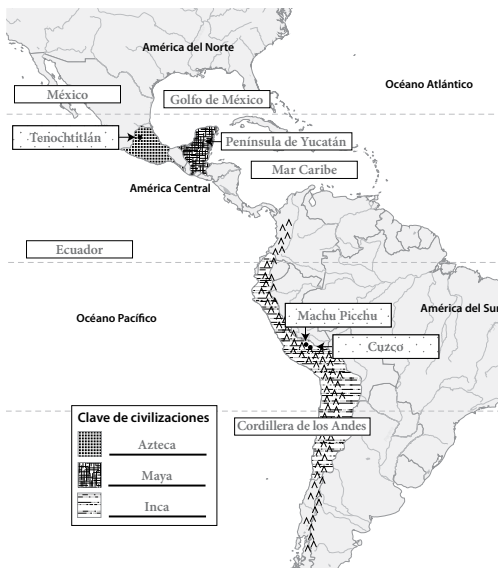 América del Norte
Océano Atlántico
México
Golfo de México
Tenochtitlán
Península de Yucatán
Mar Caribe
América Central
Ecuador
Machu Picchu
América del Sur
Océano Pacífico
Cuzco
Clave de civilizaciones
Cordillera de los Andes
Azteca
Maya
Inca